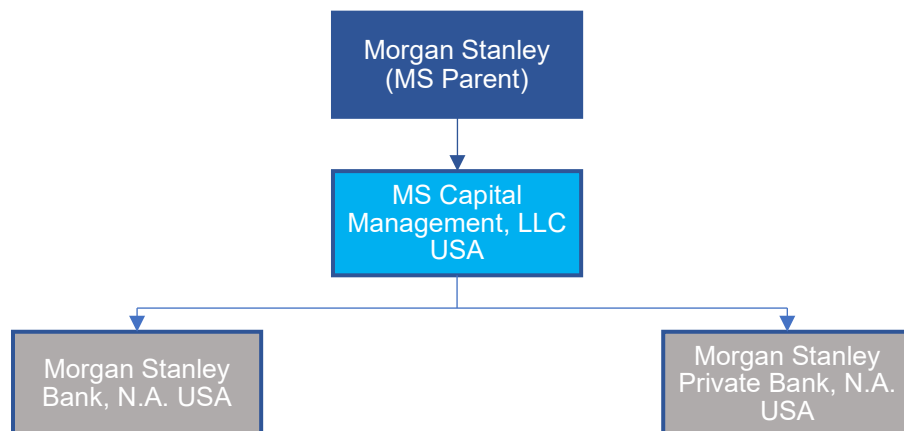 Morgan Stanley
(MS Parent)
MS Capital
Management, LLC
USA
Morgan Stanley
Bank, N.A. USA
Morgan Stanley
Private Bank, N.A.
USA